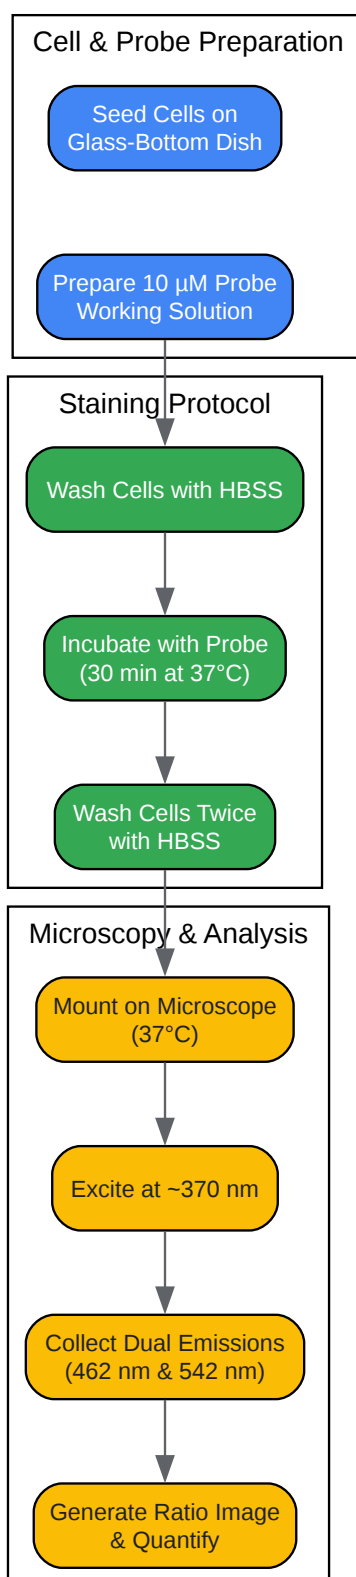 Cell & Probe Preparation
Seed Cells on
Glass-Bottom Dish
Prepare 10 µM Probe
Working Solution
Staining Protocol
Wash Cells with HBSS
Incubate with Probe
(30 min at 37°C)
Wash Cells Twice
with HBSS
Microscopy & Analysis
Mount on Microscope
(37°C)
Excite at ~370 nm
Collect Dual Emissions
(462 nm & 542 nm)
Generate Ratio Image
& Quantify